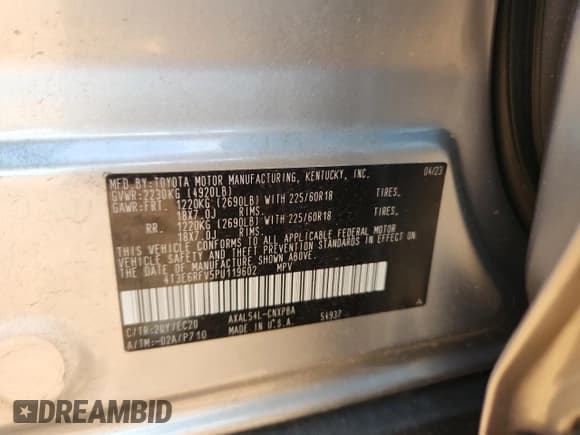 MFD.BY:TOYOTA MOTOR MANUFACTURING, KENTUCKY, INC. 04/23
GVWR:2230KG (4920LB)
GAWR:FRT. 1220KG (2690LB) WITH 225/60R18 TIRES,
18X7.0J RIMS.
RR. 1220KG (2690LB) WITH 225/60R18 TIRES,
18X7.0J RIMS.
THIS VEHICLE CONFORMS TO ALL APPLICABLE FEDERAL MOTOR
VEHICLE SAFETY AND THEFT PREVENTION STANDARDS IN EFFECT ON
THE DATE OF MANUFACTURE SHOWN ABOVE.
4T3E6RFV5PU119602 MPV
C/TR:2QY/EC20 AXAL54L-CNXPBA 54937
A/TM:-02A/P710 MADE IN U.S.A.
DREAMBID